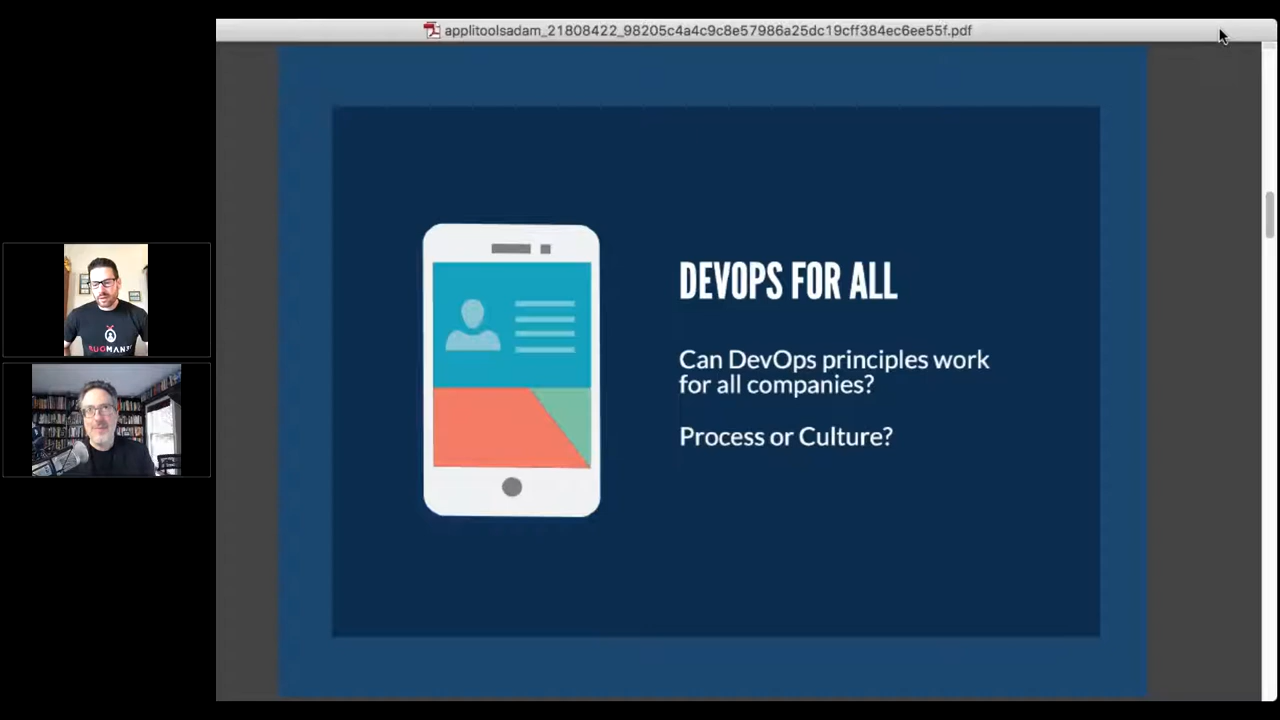 applitoolsadam_21808422_98205c4a4c9c8e57986a25dc19cff384ec6ee55f.pdf
DEVOPS FOR ALL
Can DevOps principles work
for all companies?
Process or Culture?